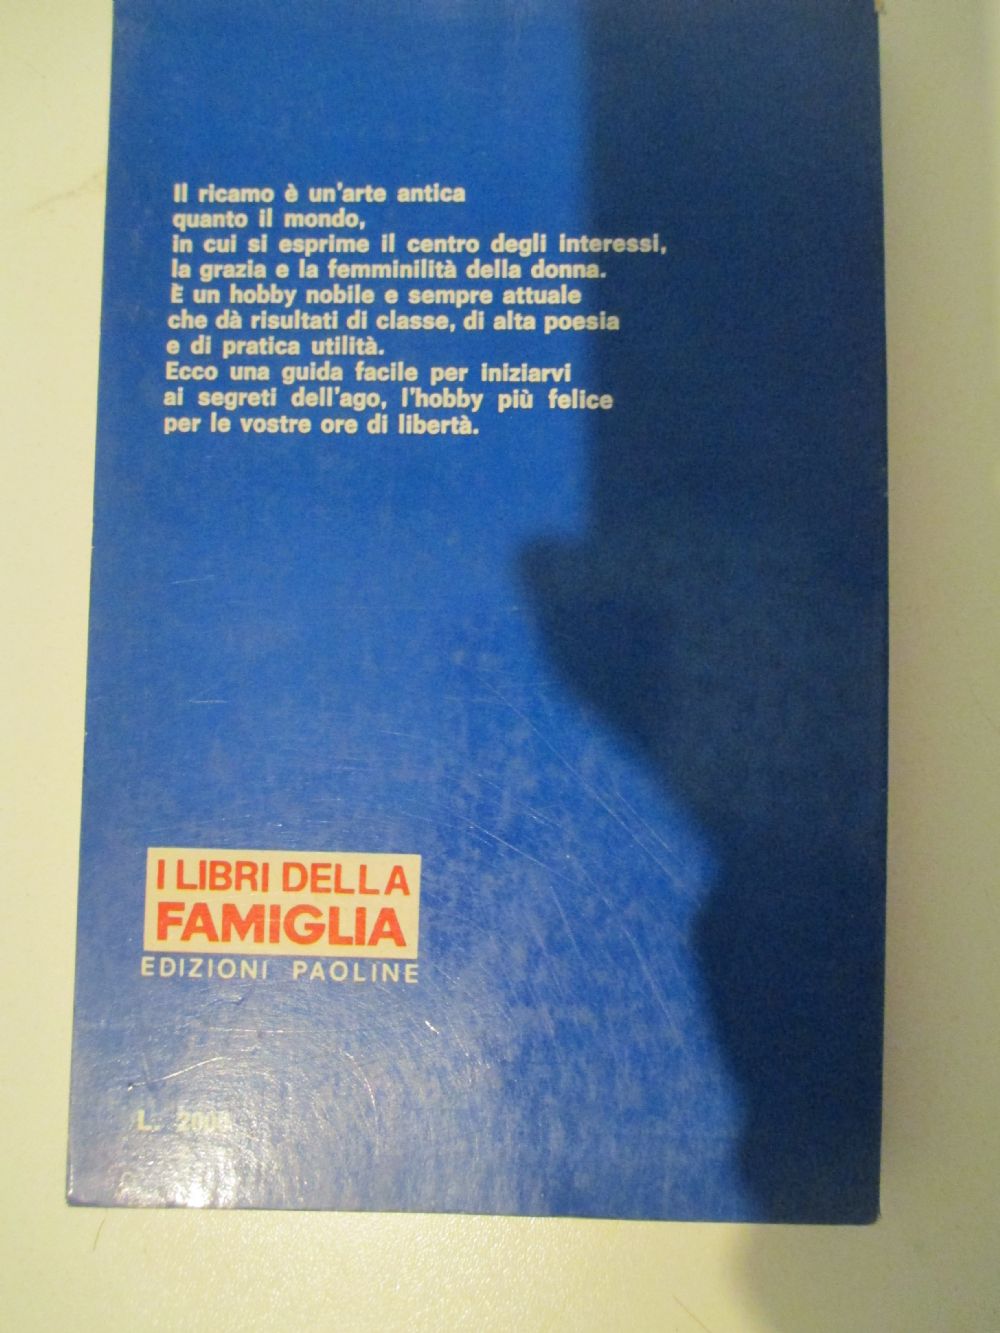 Il ricamo è un'arte antica
quanto il mondo,
in cui si esprime il centro degli interessi,
la grazia e la femminilità della donna.
È un hobby nobile e sempre attuale
che dà risultati di classe, di alta poesia
e di pratica utilità.
Ecco una guida facile per iniziarvi
ai segreti dell'ago, l'hobby più felice
per le vostre ore di libertà.
I LIBRI DELLA
FAMIGLIA
EDIZIONI PAOLINE
L. 2000